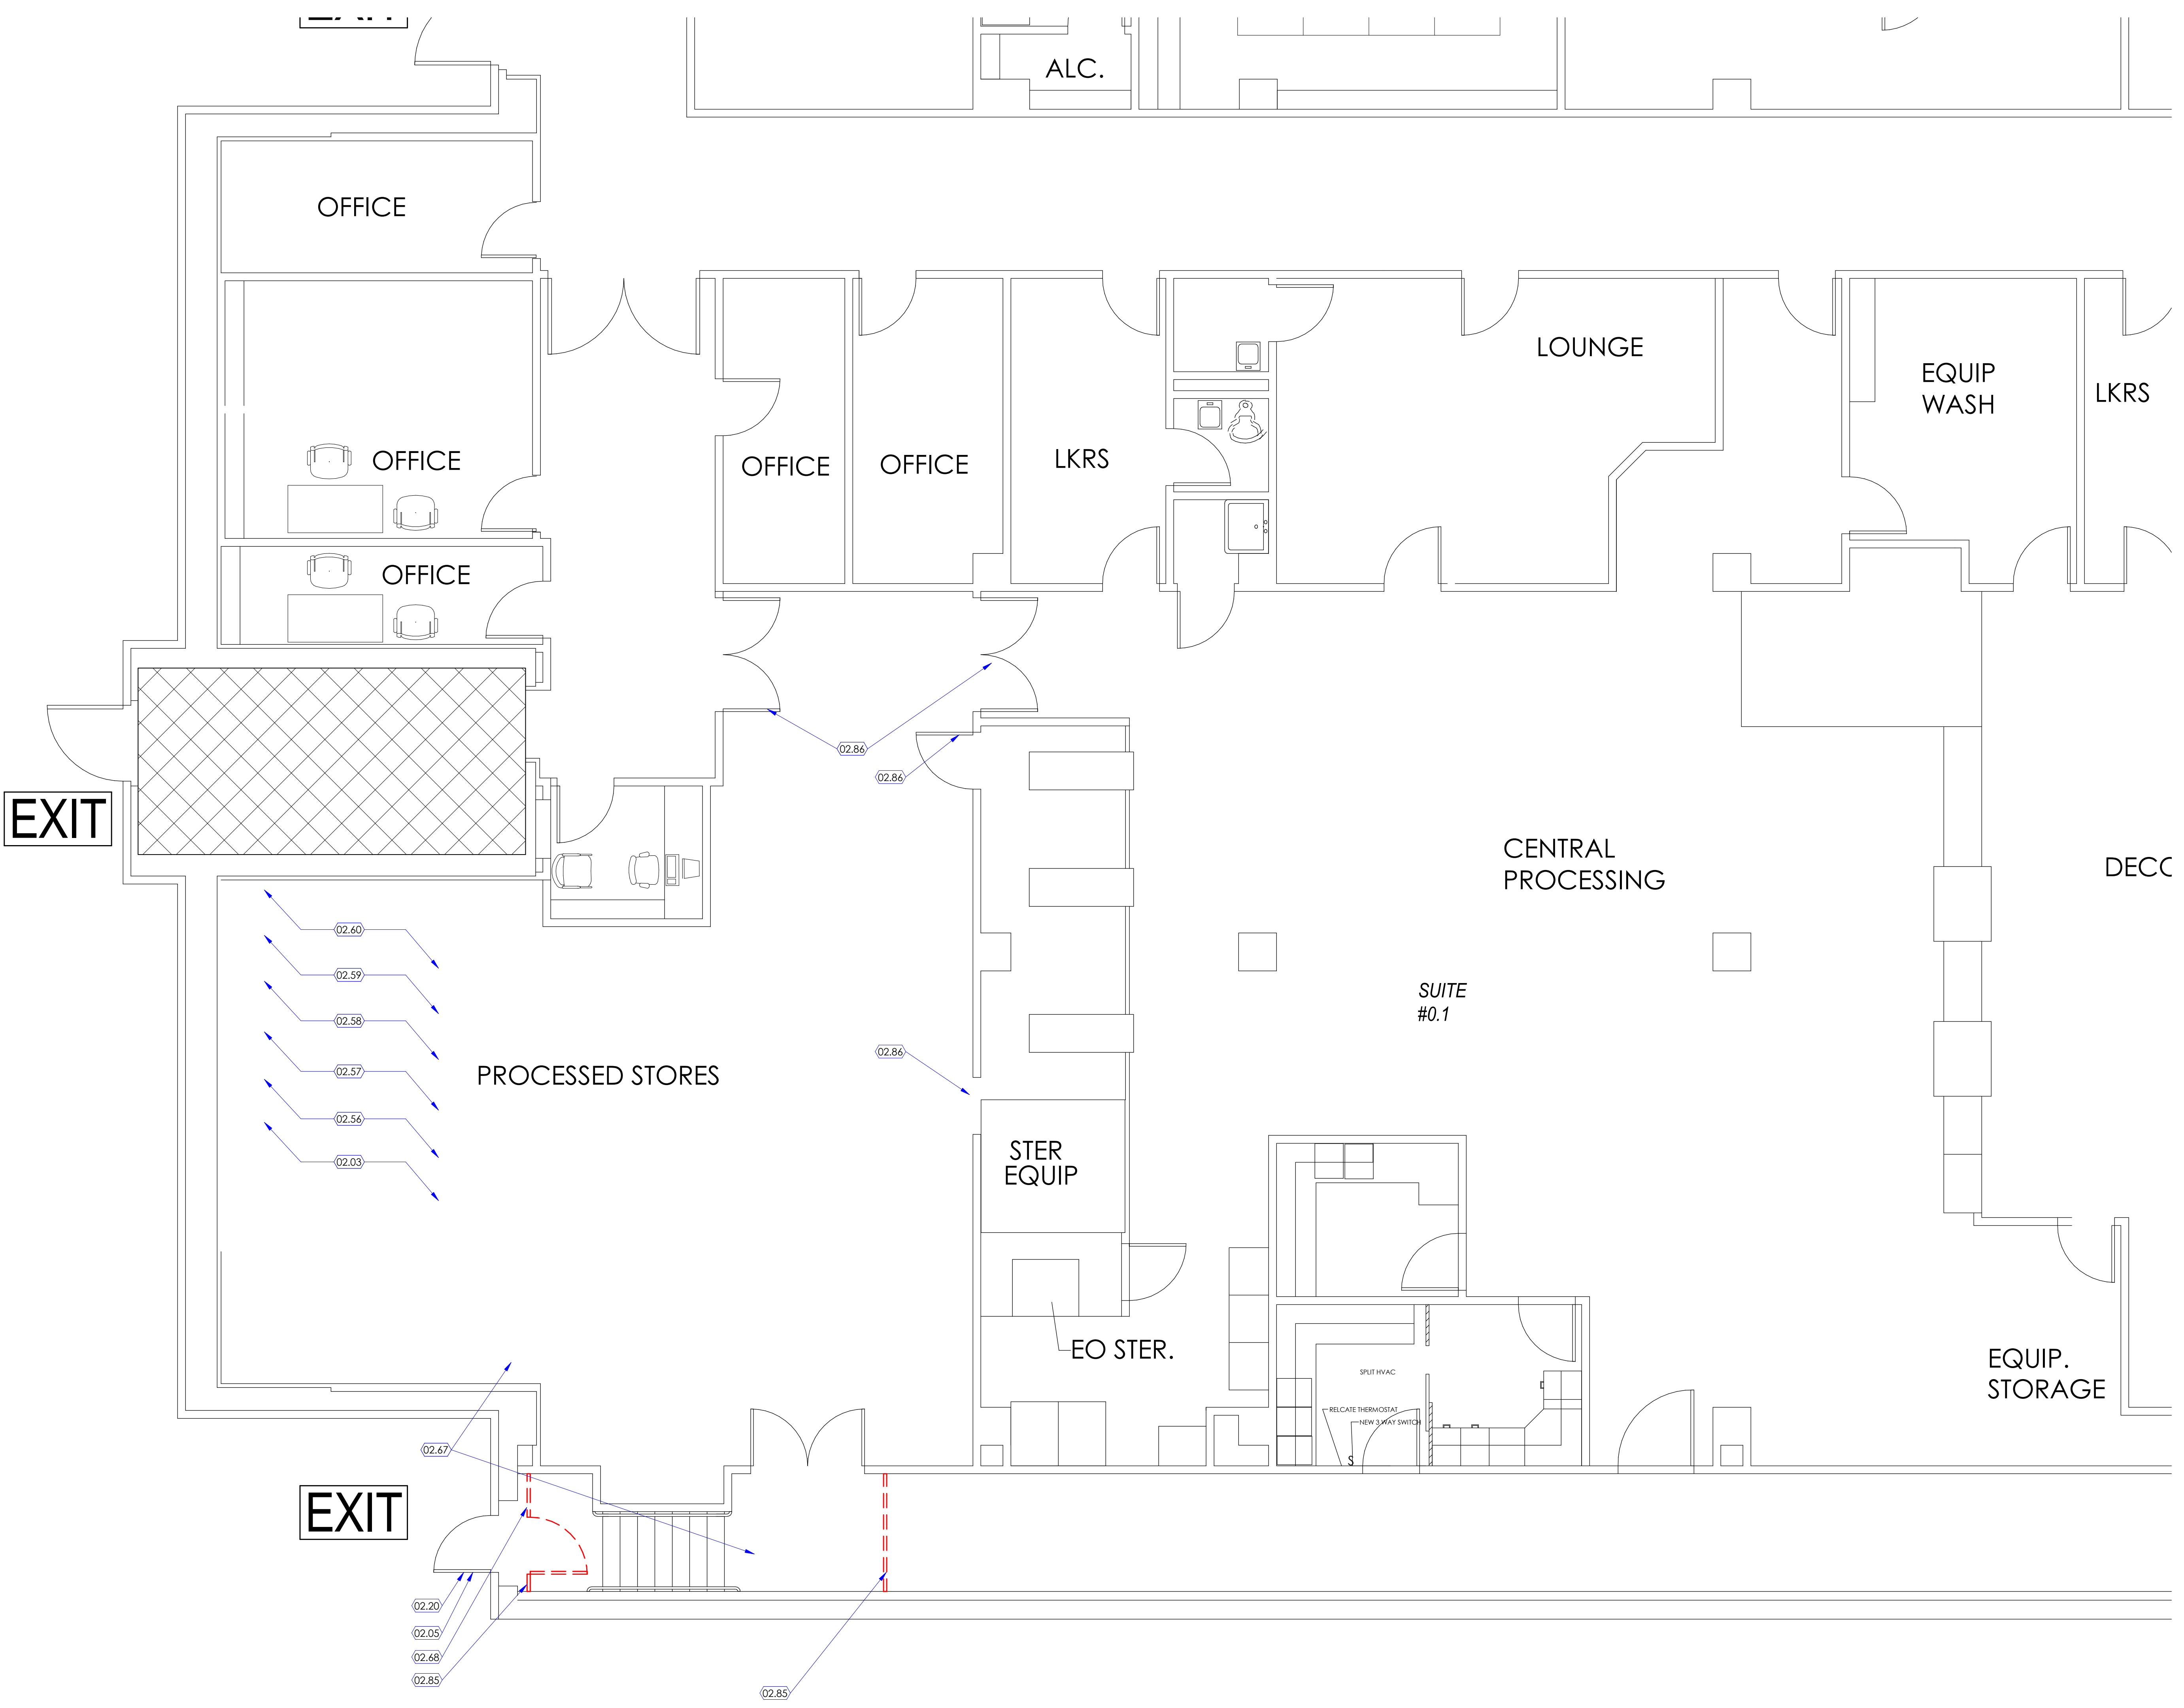 ALC.
OFFICE
LOUNGE
EQUIP
WASH
LKRS
OFFICE
OFFICE
OFFICE
LKRS
OFFICE
02.86
02.86
EXIT
CENTRAL
PROCESSING
02.60
02.59
SUITE
#0.1
02.58
02.86
02.57
PROCESSED STORES
02.56
STER
EQUIP
02.03
EO STER.
EQUIP.
STORAGE
SPLIT HVAC
RELCATE THERMOSTAT
NEW 3 WAY SWITCH
S
02.67
EXIT
02.20
02.05
02.68
02.85
02.85